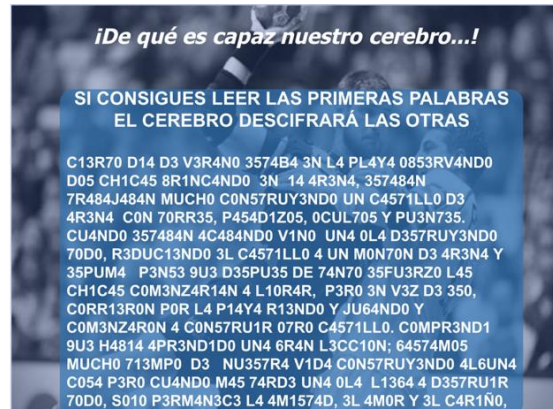 ¡De qué es capaz nuestro cerebro...!
SI CONSIGUES LEER LAS PRIMERAS PALABRAS
EL CEREBRO DESCIFRARÁ LAS OTRAS
C13R70 D14 D3 V3R4N0 3574B4 3N L4 PL4Y4 0853RV4ND0
D05 CH1C45 8R1NC4ND0 3N 14 4R3N4, 357484N
7R484J484N MUCH0 C0N57RUY3ND0 UN C4571LL0 D3
4R3N4 C0N 70RR35, P454D1Z05, 0CUL705 Y PU3N735.
CU4ND0 357484N 4C484ND0 V1N0 UN4 0L4 D357RUY3ND0
70D0, R3DUC13ND0 3L C4571LL0 4 UN M0N70N D3 4R3N4 Y
35PUM4 P3N53 9U3 D35PU35 DE 74N70 35FU3RZ0 L45
CH1C45 C0M3NZ4R14N 4 L10R4R, P3R0 3N V3Z D3 350,
C0RR13R0N P0R L4 P14Y4 R13ND0 Y JU64ND0 Y
C0M3NZ4R0N 4 C0N57RU1R 07R0 C4571LL0. C0MPR3ND1
9U3 H4814 4PR3ND1D0 UN4 6R4N L3CC10N; 64574M05
MUCH0 713MP0 D3 NU357R4 V1D4 C0N57RUY3ND0 4L6UN4
C054 P3R0 CU4ND0 M45 74RD3 UN4 0L4 L1364 4 D357RU1R
70D0, S010 P3RM4N3C3 L4 4M1574D, 3L 4M0R Y 3L C4R1Ñ0,